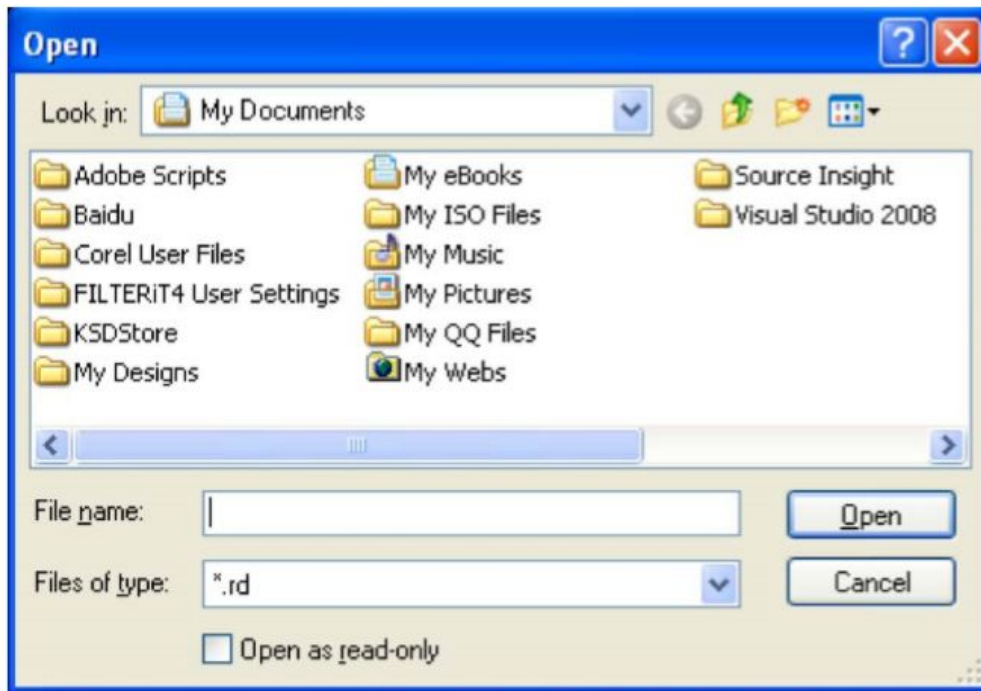 Open
Look in: My Documents
Adobe Scripts My eBooks Source Insight
Baidu My ISO Files Visual Studio 2008
Corel User Files My Music
FILTERiT4 User Settings My Pictures
KSDStore My QQ Files
My Designs My Webs
File name: Open
Files of type: *.rd Cancel
Open as read-only